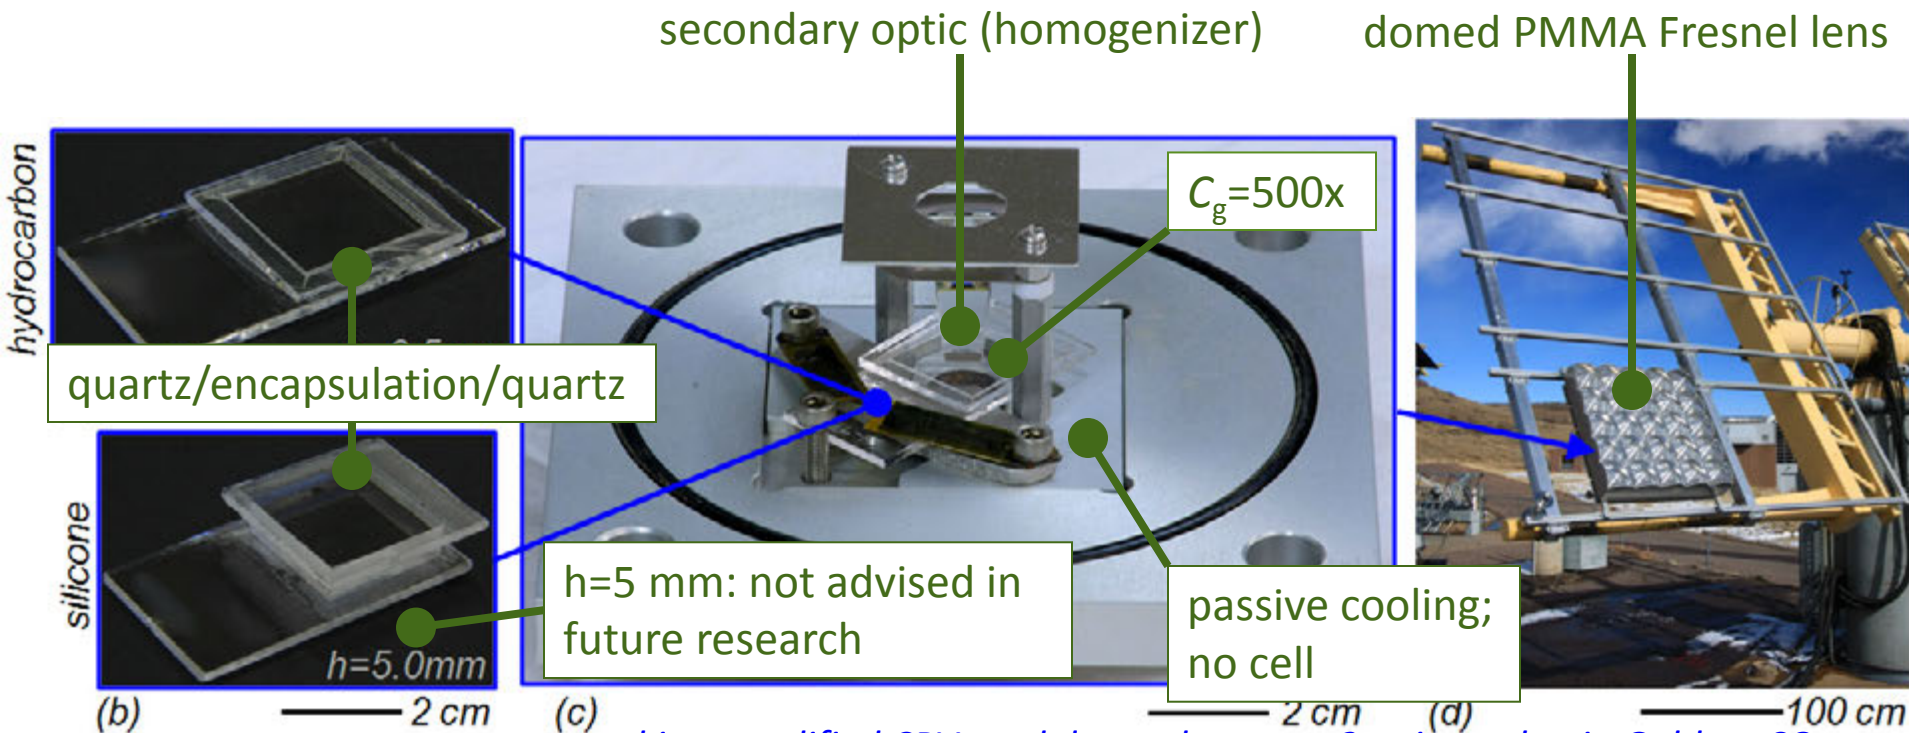 secondary optic (homogenizer)
domed PMMA Fresnel lens
hydrocarbon
Cg=500x
quartz/encapsulation/quartz
silicone
h=5 mm: not advised in
future research
passive cooling;
no cell
h=5.0mm
(b)
2 cm
(c)
2 cm
(d)
100 cm